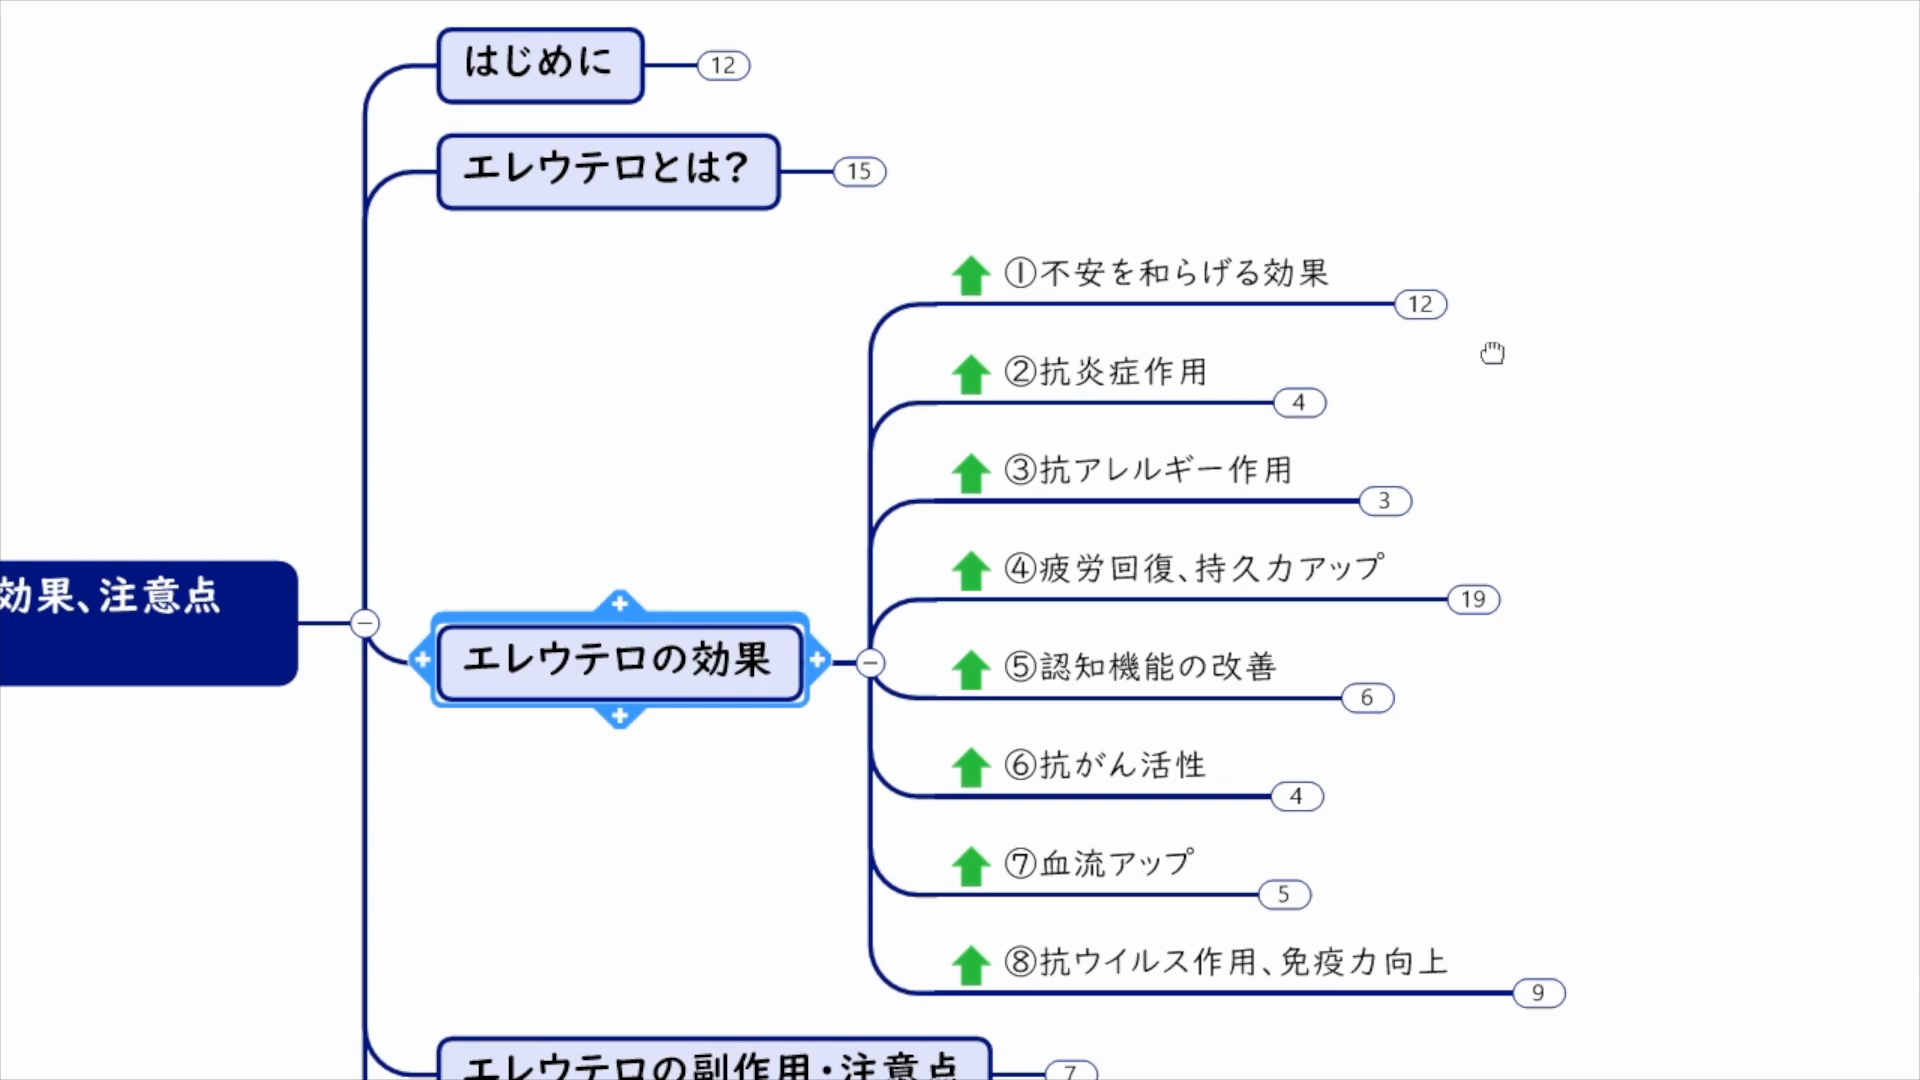 はじめに 12
エレウテロとは? 15
①不安を和らげる効果 12
②抗炎症作用 4
③抗アレルギー作用 3
④疲労回復、持久力アップ 19
効果、注意点
エレウテロの効果
⑤認知機能の改善 6
⑥抗がん活性 4
⑦血流アップ 5
⑧抗ウイルス作用、免疫力向上 9
エレウテロの副作用・注意点 7